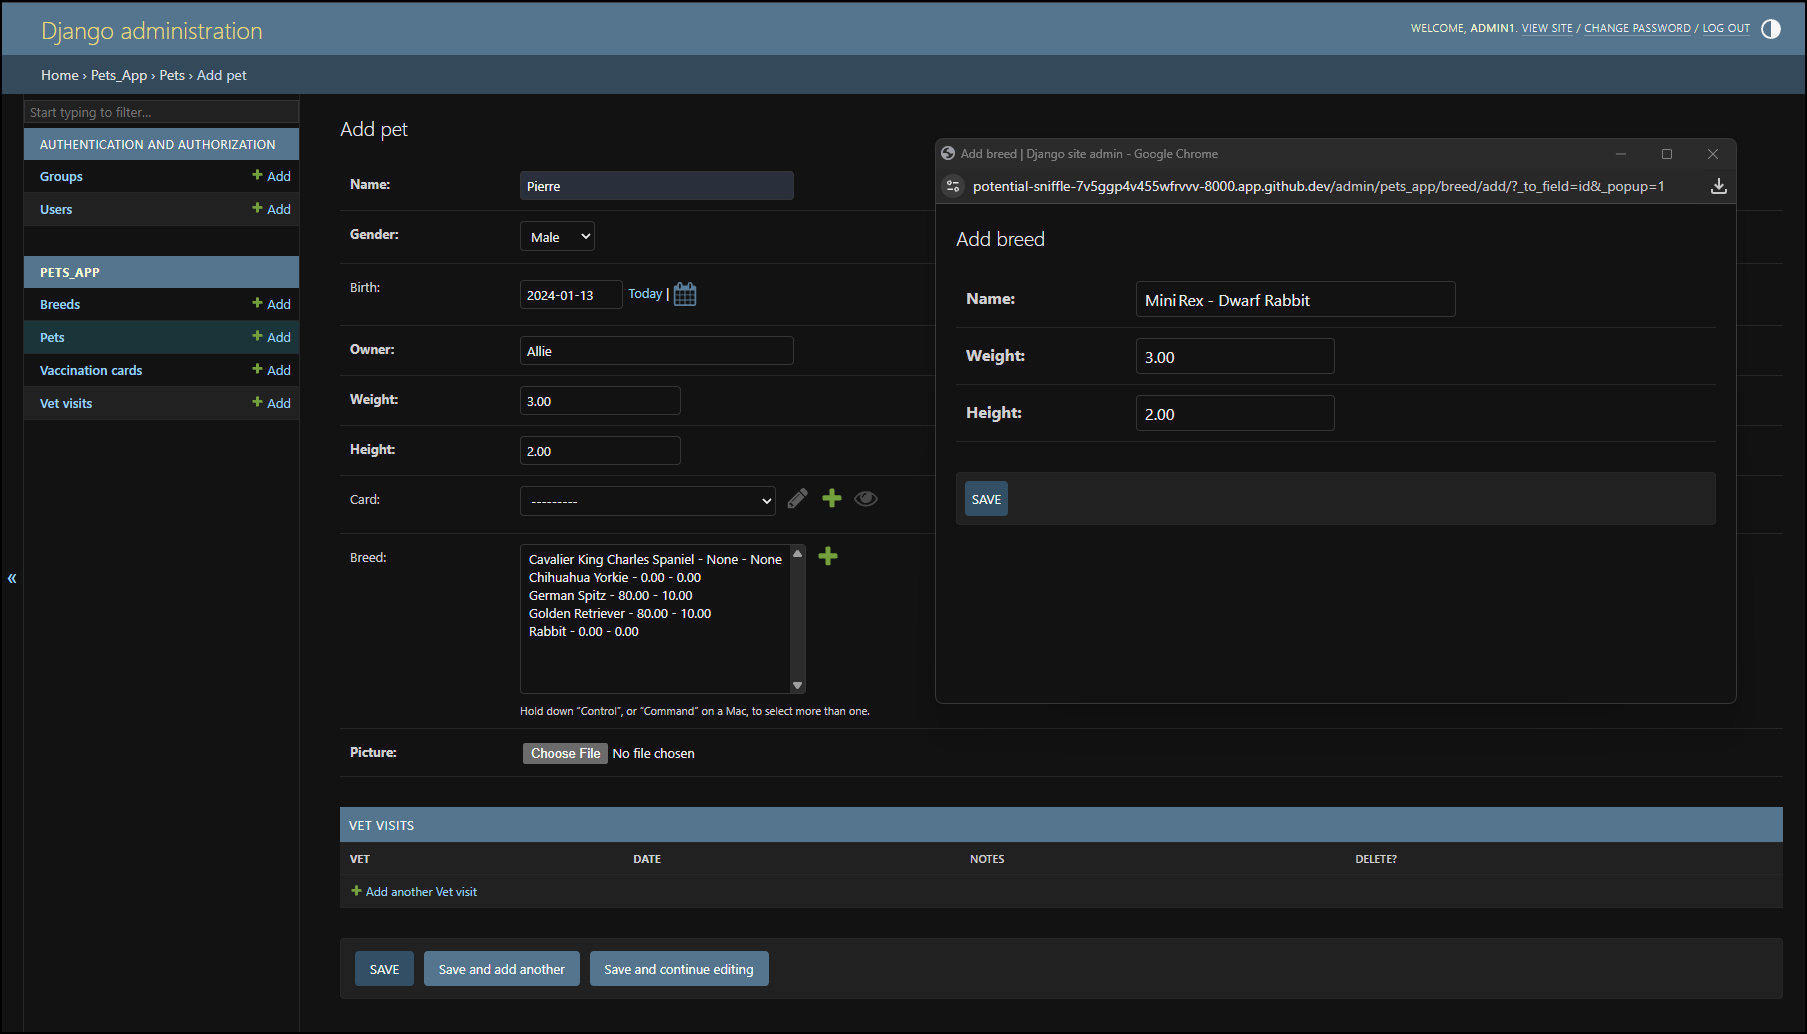 Django administration
WELCOME, ADMIN1. VIEW SITE / CHANGE PASSWORD / LOG OUT
Home › Pets_App › Pets › Add pet
Start typing to filter...
AUTHENTICATION AND AUTHORIZATION
Groups Add
Users Add
PETS_APP
Breeds Add
Pets Add
Vaccination cards Add
Vet visits Add
«
Add pet
Name: Pierre
Gender: Male
Birth: 2024-01-13 Today |
Owner: Allie
Weight: 3.00
Height: 2.00
Card: ---------
Breed:
Cavalier King Charles Spaniel - None - None
Chihuahua Yorkie - 0.00 - 0.00
German Spitz - 80.00 - 10.00
Golden Retriever - 80.00 - 10.00
Rabbit - 0.00 - 0.00
Hold down “Control”, or “Command” on a Mac, to select more than one.
Picture: Choose File No file chosen
VET VISITS
VET DATE NOTES DELETE?
Add another Vet visit
SAVE Save and add another Save and continue editing
Add breed | Django site admin - Google Chrome
potential-sniffle-7v5ggp4v455wfrvvv-8000.app.github.dev/admin/pets_app/breed/add/?_to_field=id&_popup=1
Add breed
Name: Mini Rex - Dwarf Rabbit
Weight: 3.00
Height: 2.00
SAVE